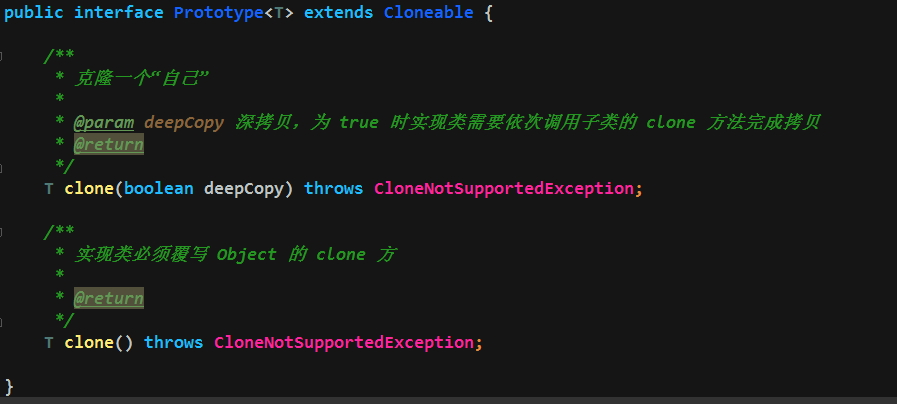 public interface Prototype<T> extends Cloneable {
/**
* 克隆一个“自己”
*
* @param deepCopy 深拷贝，为 true 时实现类需要依次调用子类的 clone 方法完成拷贝
* @return
*/
T clone(boolean deepCopy) throws CloneNotSupportedException;
/**
* 实现类必须覆写 Object 的 clone 方
*
* @return
*/
T clone() throws CloneNotSupportedException;
}